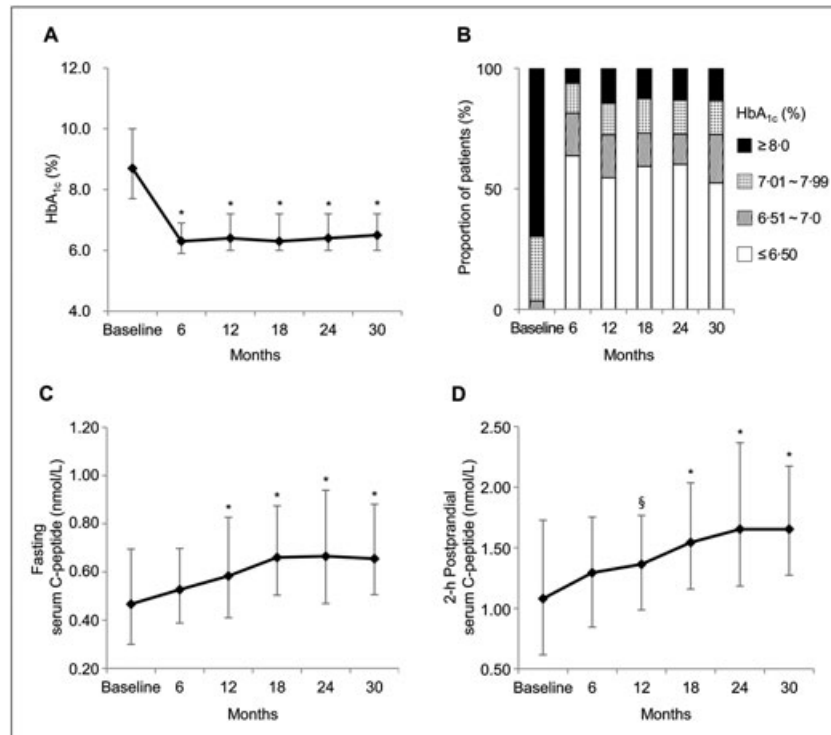 A
12.0
10.0
8.0
6.0
4.0
HbA1c (%)
* * * * *
Baseline 6 12 18 24 30
Months
B
100
50
0
Proportion of patients (%)
Baseline 6 12 18 24 30
Months
HbA1c (%)
≥8·0
7·01~7·99
6·51~7·0
≤6·50
C
1.20
1.00
0.80
0.60
0.40
0.20
Fasting
serum C-peptide (nmol/L)
* * * *
Baseline 6 12 18 24 30
Months
D
2.50
2.00
1.50
1.00
0.50
2-h Postprandial
serum C-peptide (nmol/L)
§ * * *
Baseline 6 12 18 24 30
Months